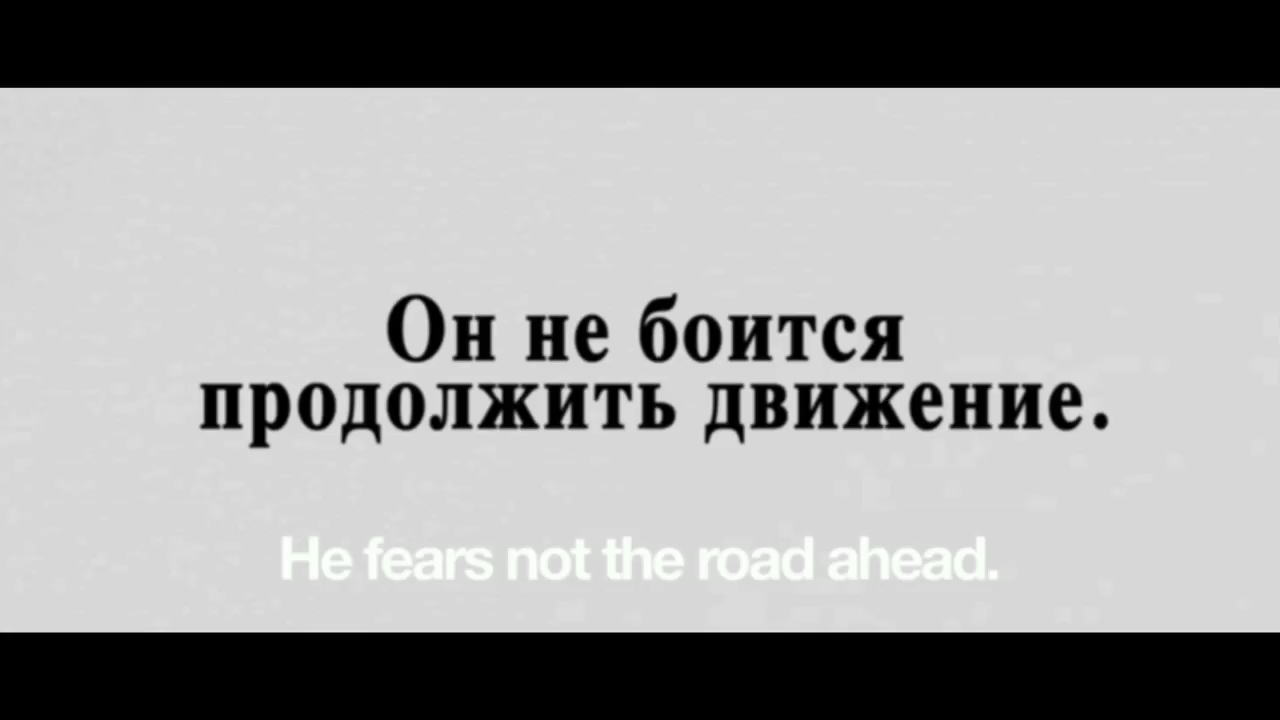 Он не боится
продолжить движение.
He fears not the road ahead.